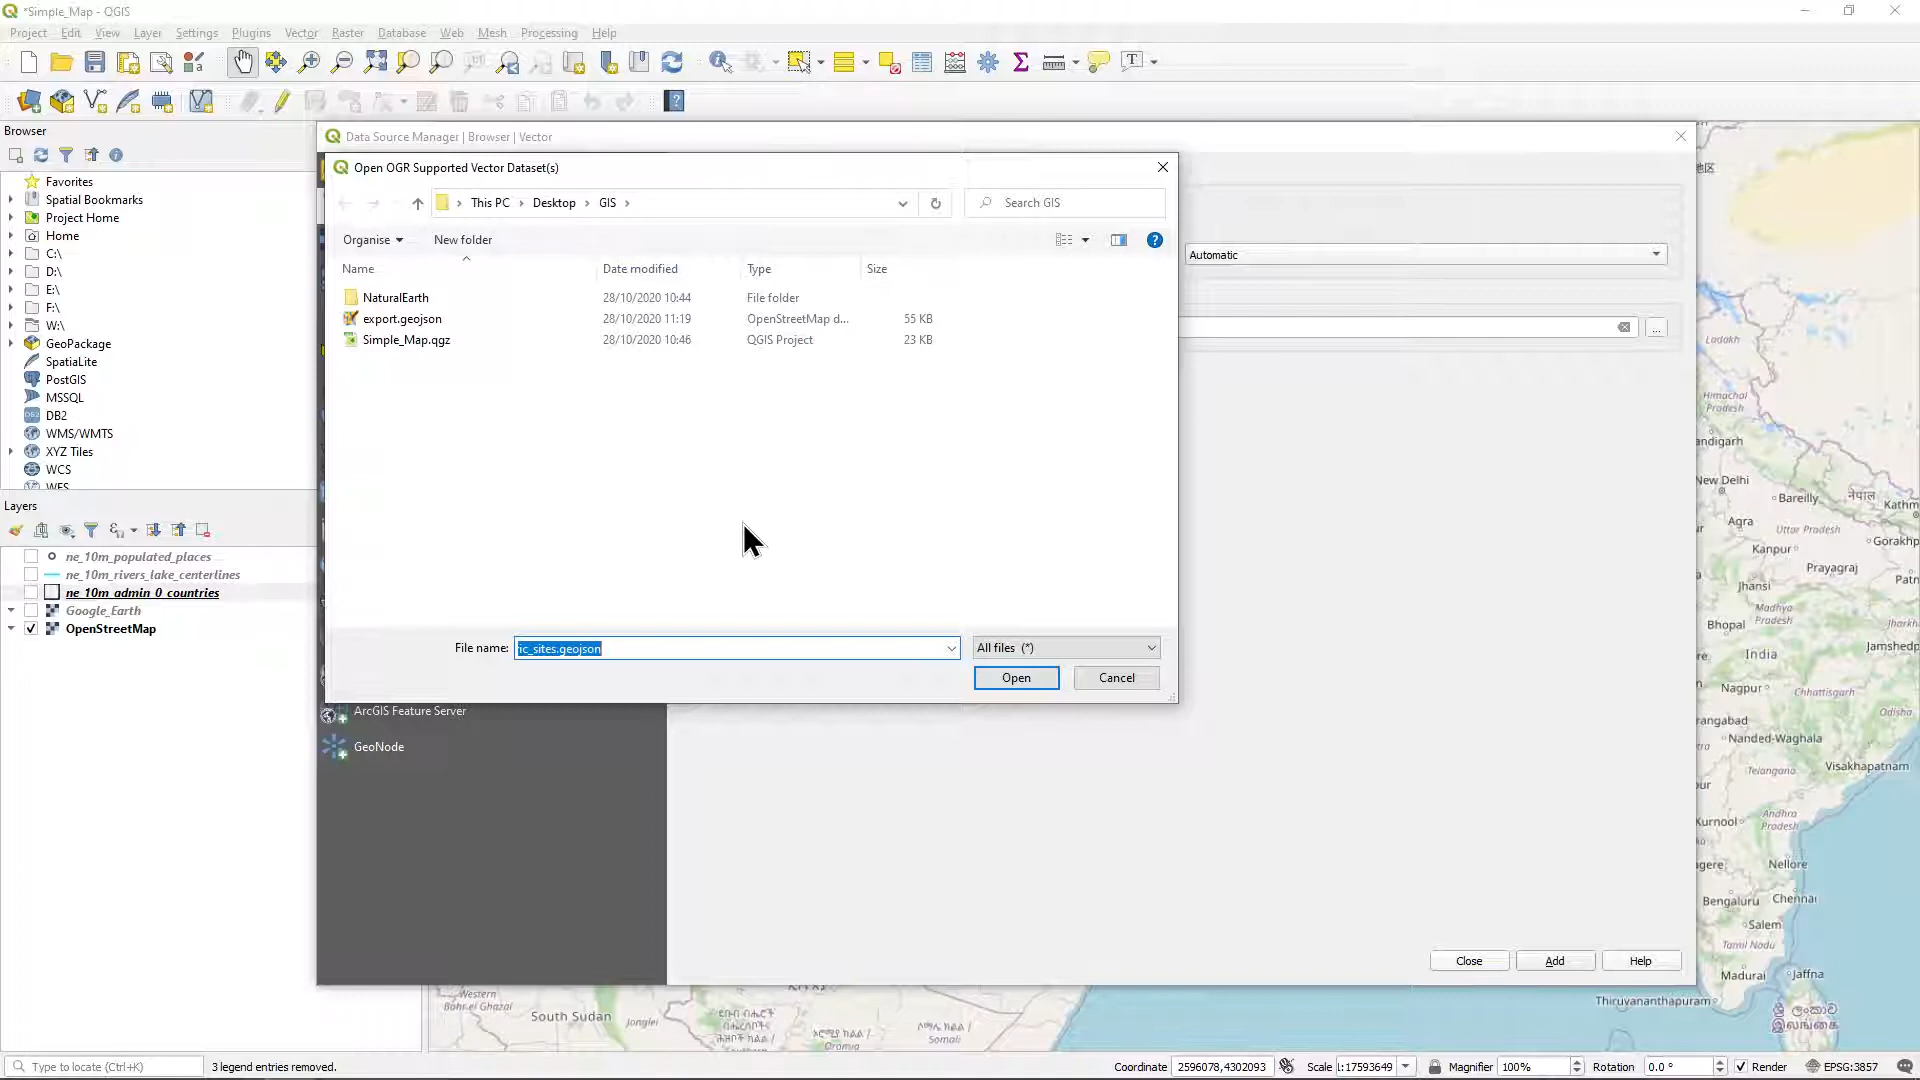 *Simple_Map - QGIS
Project Edit View Layer Settings Plugins Vector Raster Database Web Mesh Processing Help
Browser
Favorites
Spatial Bookmarks
Project Home
Home
C:\
D:\
E:\
F:\
W:\
GeoPackage
SpatiaLite
PostGIS
MSSQL
DB2
WMS/WMTS
XYZ Tiles
WCS
WFS
Layers
ne_10m_populated_places
ne_10m_rivers_lake_centerlines
ne_10m_admin_0_countries
Google_Earth
OpenStreetMap
Data Source Manager | Browser | Vector
Open OGR Supported Vector Dataset(s)
This PC > Desktop > GIS >
Search GIS
Organise
New folder
Name Date modified Type Size
NaturalEarth 28/10/2020 10:44 File folder
export.geojson 28/10/2020 11:19 OpenStreetMap d... 55 KB
Simple_Map.qgz 28/10/2020 10:46 QGIS Project 23 KB
File name: ic_sites.geojson
All files (*)
Open Cancel
ArcGIS Feature Server
GeoNode
Automatic
...
Close Add Help
地区
Ladakh
Himachal
Pradesh
andigarh
New Delhi
Bareilly
नेपाल
Kathm
Agra
Uttar Pradesh
Kanpur
Gorakhp
Prayagraj
Jhansi
Madhya
Pradesh
Bhopal
India
Jamshedp
Nagpur
Chhattisgarh
Odisha
rangabad
Nanded-Waghala
Visakhapatnam
Telangana
ur
Kurnool
Andhra
Pradesh
agere
Nellore
Bengaluru Chennai
Salem
Tamil Nadu
Madurai
Jaffna
Thiruvananthapuram
ලංකාව
இலங்கை
Western
Bahr el Ghazal
South Sudan
Jonglei
Somali
Oromia
Type to locate (Ctrl+K)
3 legend entries removed.
Coordinate 2596078,4302093 Scale 1:17593649 Magnifier 100% Rotation 0.0 ° Render EPSG:3857